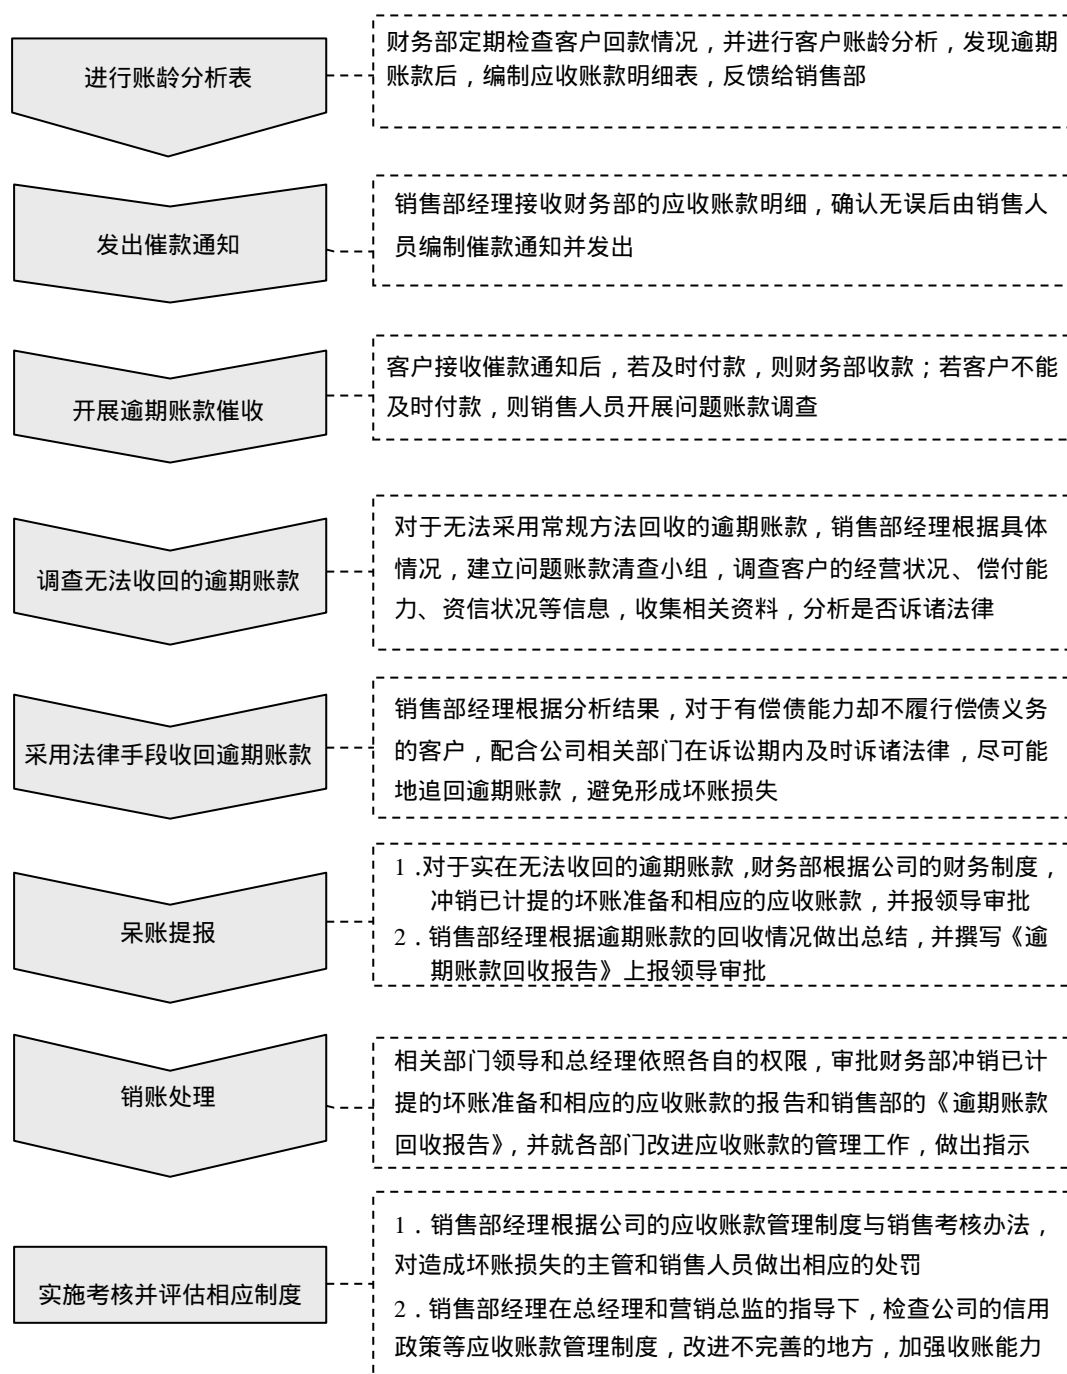 进行账龄分析表
财务部定期检查客户回款情况，并进行客户账龄分析，发现逾期
账款后，编制应收账款明细表，反馈给销售部
发出催款通知
销售部经理接收财务部的应收账款明细，确认无误后由销售人
员编制催款通知并发出
开展逾期账款催收
客户接收催款通知后，若及时付款，则财务部收款；若客户不能
及时付款，则销售人员开展问题账款调查
调查无法收回的逾期账款
对于无法采用常规方法回收的逾期账款，销售部经理根据具体
情况，建立问题账款清查小组，调查客户的经营状况、偿付能
力、资信状况等信息，收集相关资料，分析是否诉诸法律
采用法律手段收回逾期账款
销售部经理根据分析结果，对于有偿债能力却不履行偿债义务
的客户，配合公司相关部门在诉讼期内及时诉诸法律，尽可能
地追回逾期账款，避免形成坏账损失
呆账提报
1．对于实在无法收回的逾期账款，财务部根据公司的财务制度，
冲销已计提的坏账准备和相应的应收账款，并报领导审批
2．销售部经理根据逾期账款的回收情况做出总结，并撰写《逾
期账款回收报告》上报领导审批
销账处理
相关部门领导和总经理依照各自的权限，审批财务部冲销已计
提的坏账准备和相应的应收账款的报告和销售部的《逾期账款
回收报告》，并就各部门改进应收账款的管理工作，做出指示
实施考核并评估相应制度
1．销售部经理根据公司的应收账款管理制度与销售考核办法，
对造成坏账损失的主管和销售人员做出相应的处罚
2．销售部经理在总经理和营销总监的指导下，检查公司的信用
政策等应收账款管理制度，改进不完善的地方，加强收账能力